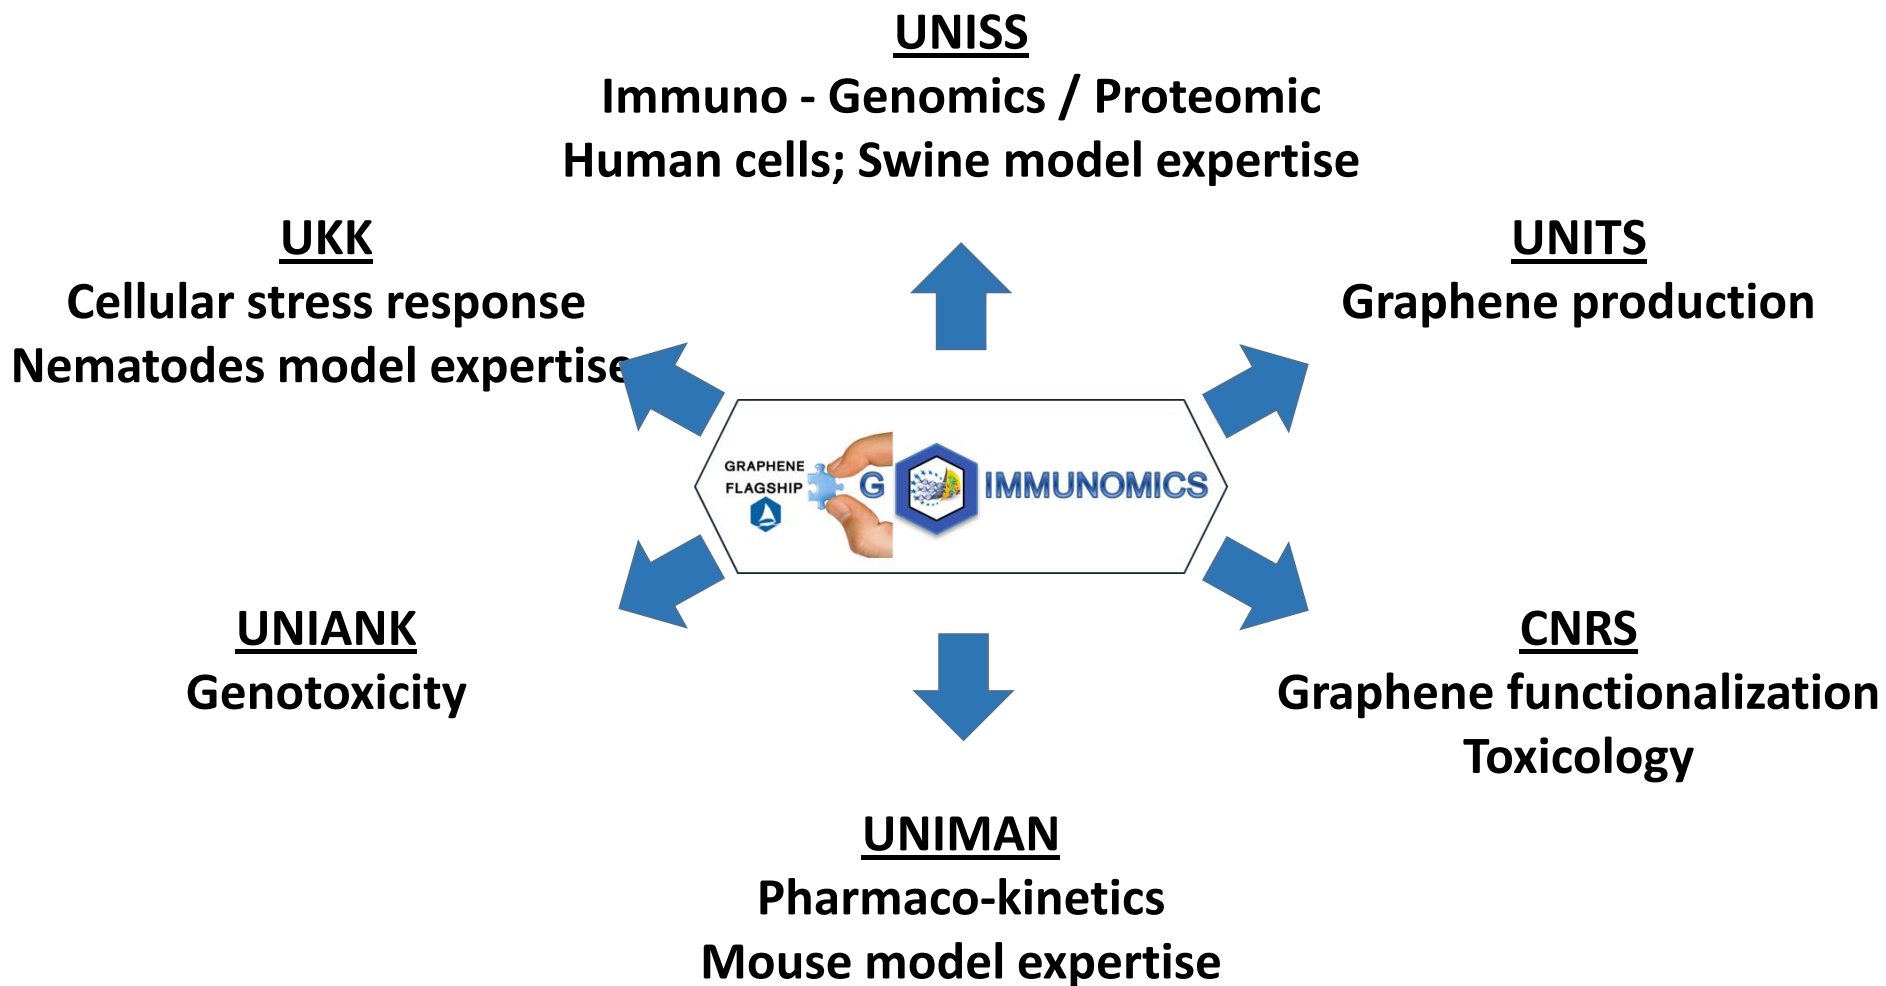 UNISS
Immuno - Genomics / Proteomic
Human cells; Swine model expertise
UKK
Cellular stress response
Nematodes model expertise
UNITS
Graphene production
GRAPHENE
FLAGSHIP
G IMMUNOMICS
UNIANK
Genotoxicity
CNRS
Graphene functionalization
Toxicology
UNIMAN
Pharmaco-kinetics
Mouse model expertise